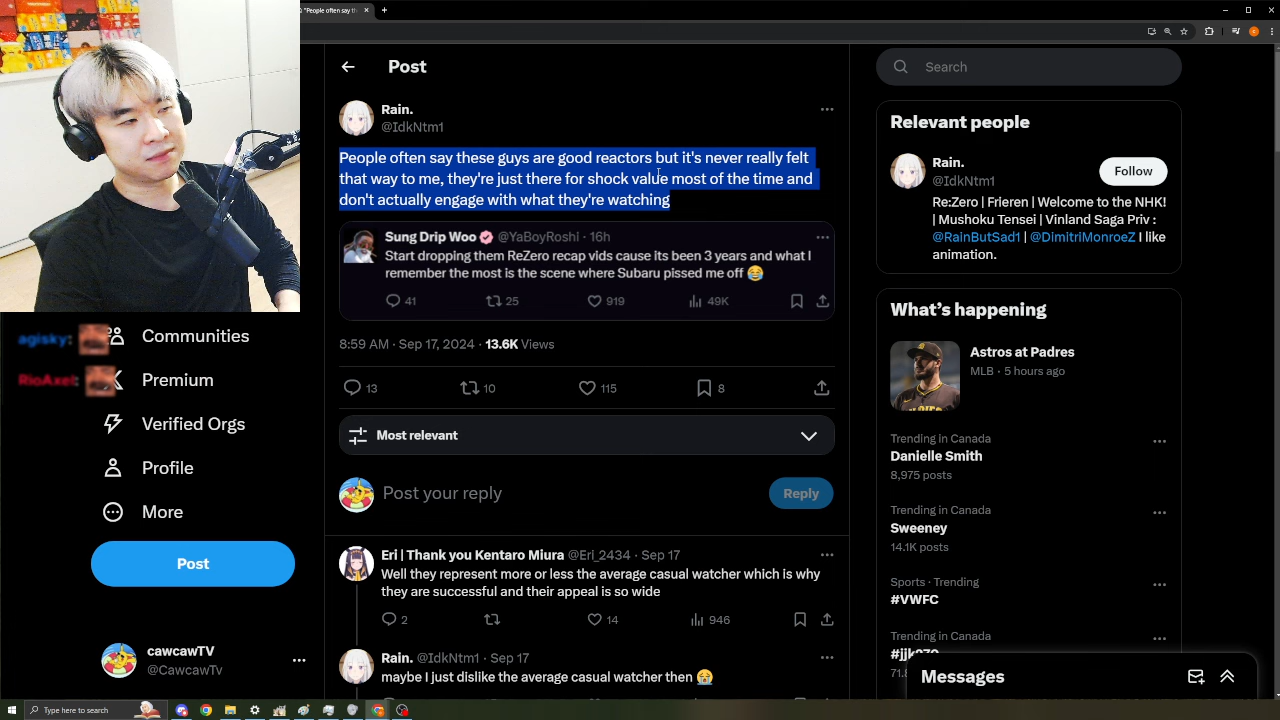 "People often say th
Post
Search
Rain.
@IdkNtm1
People often say these guys are good reactors but it's never really felt
that way to me, they're just there for shock value most of the time and
don't actually engage with what they're watching
Sung Drip Woo @YaBoyRoshi · 16h
Start dropping them ReZero recap vids cause its been 3 years and what I
remember the most is the scene where Subaru pissed me off 😂
41
25
919
49K
8:59 AM · Sep 17, 2024 · 13.6K Views
13
10
115
8
Most relevant
Post your reply
Reply
Eri | Thank you Kentaro Miura @Eri_2434 · Sep 17
Well they represent more or less the average casual watcher which is why
they are successful and their appeal is so wide
2
14
946
Rain. @IdkNtm1 · Sep 17
maybe I just dislike the average casual watcher then 😭
Relevant people
Rain.
@IdkNtm1
Follow
Re:Zero | Frieren | Welcome to the NHK!
| Mushoku Tensei | Vinland Saga Priv :
@RainButSad1 | @DimitriMonroeZ I like
animation.
What's happening
Astros at Padres
MLB · 5 hours ago
Trending in Canada
Danielle Smith
8,975 posts
Trending in Canada
Sweeney
14.1K posts
Sports · Trending
#VWFC
Trending in Canada
Messages
agisky:
RioAxel:
Communities
Premium
Verified Orgs
Profile
More
Post
cawcawTV
@CawcawTv
Type here to search